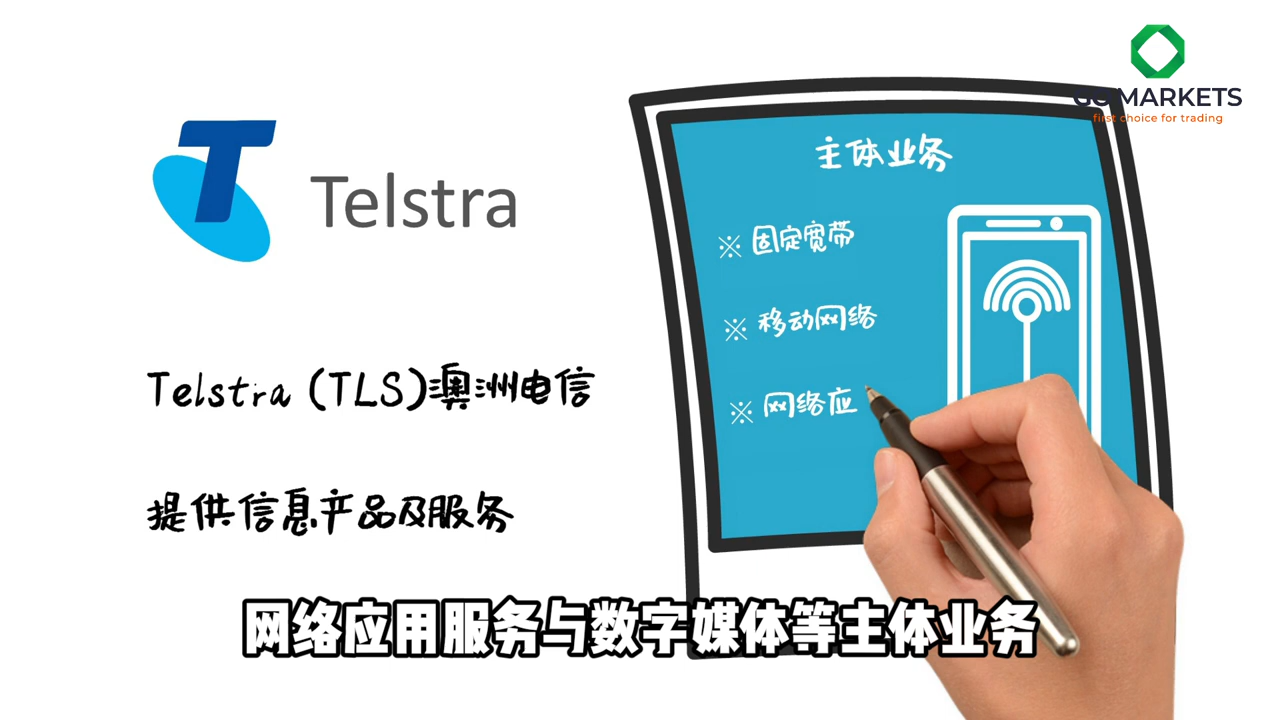 GO MARKETS
first choice for trading
Telstra
主体业务
※ 固定宽带
※ 移动网络
※ 网络应
Telstra (TLS)澳洲电信
提供信息产品及服务
网络应用服务与数字媒体等主体业务